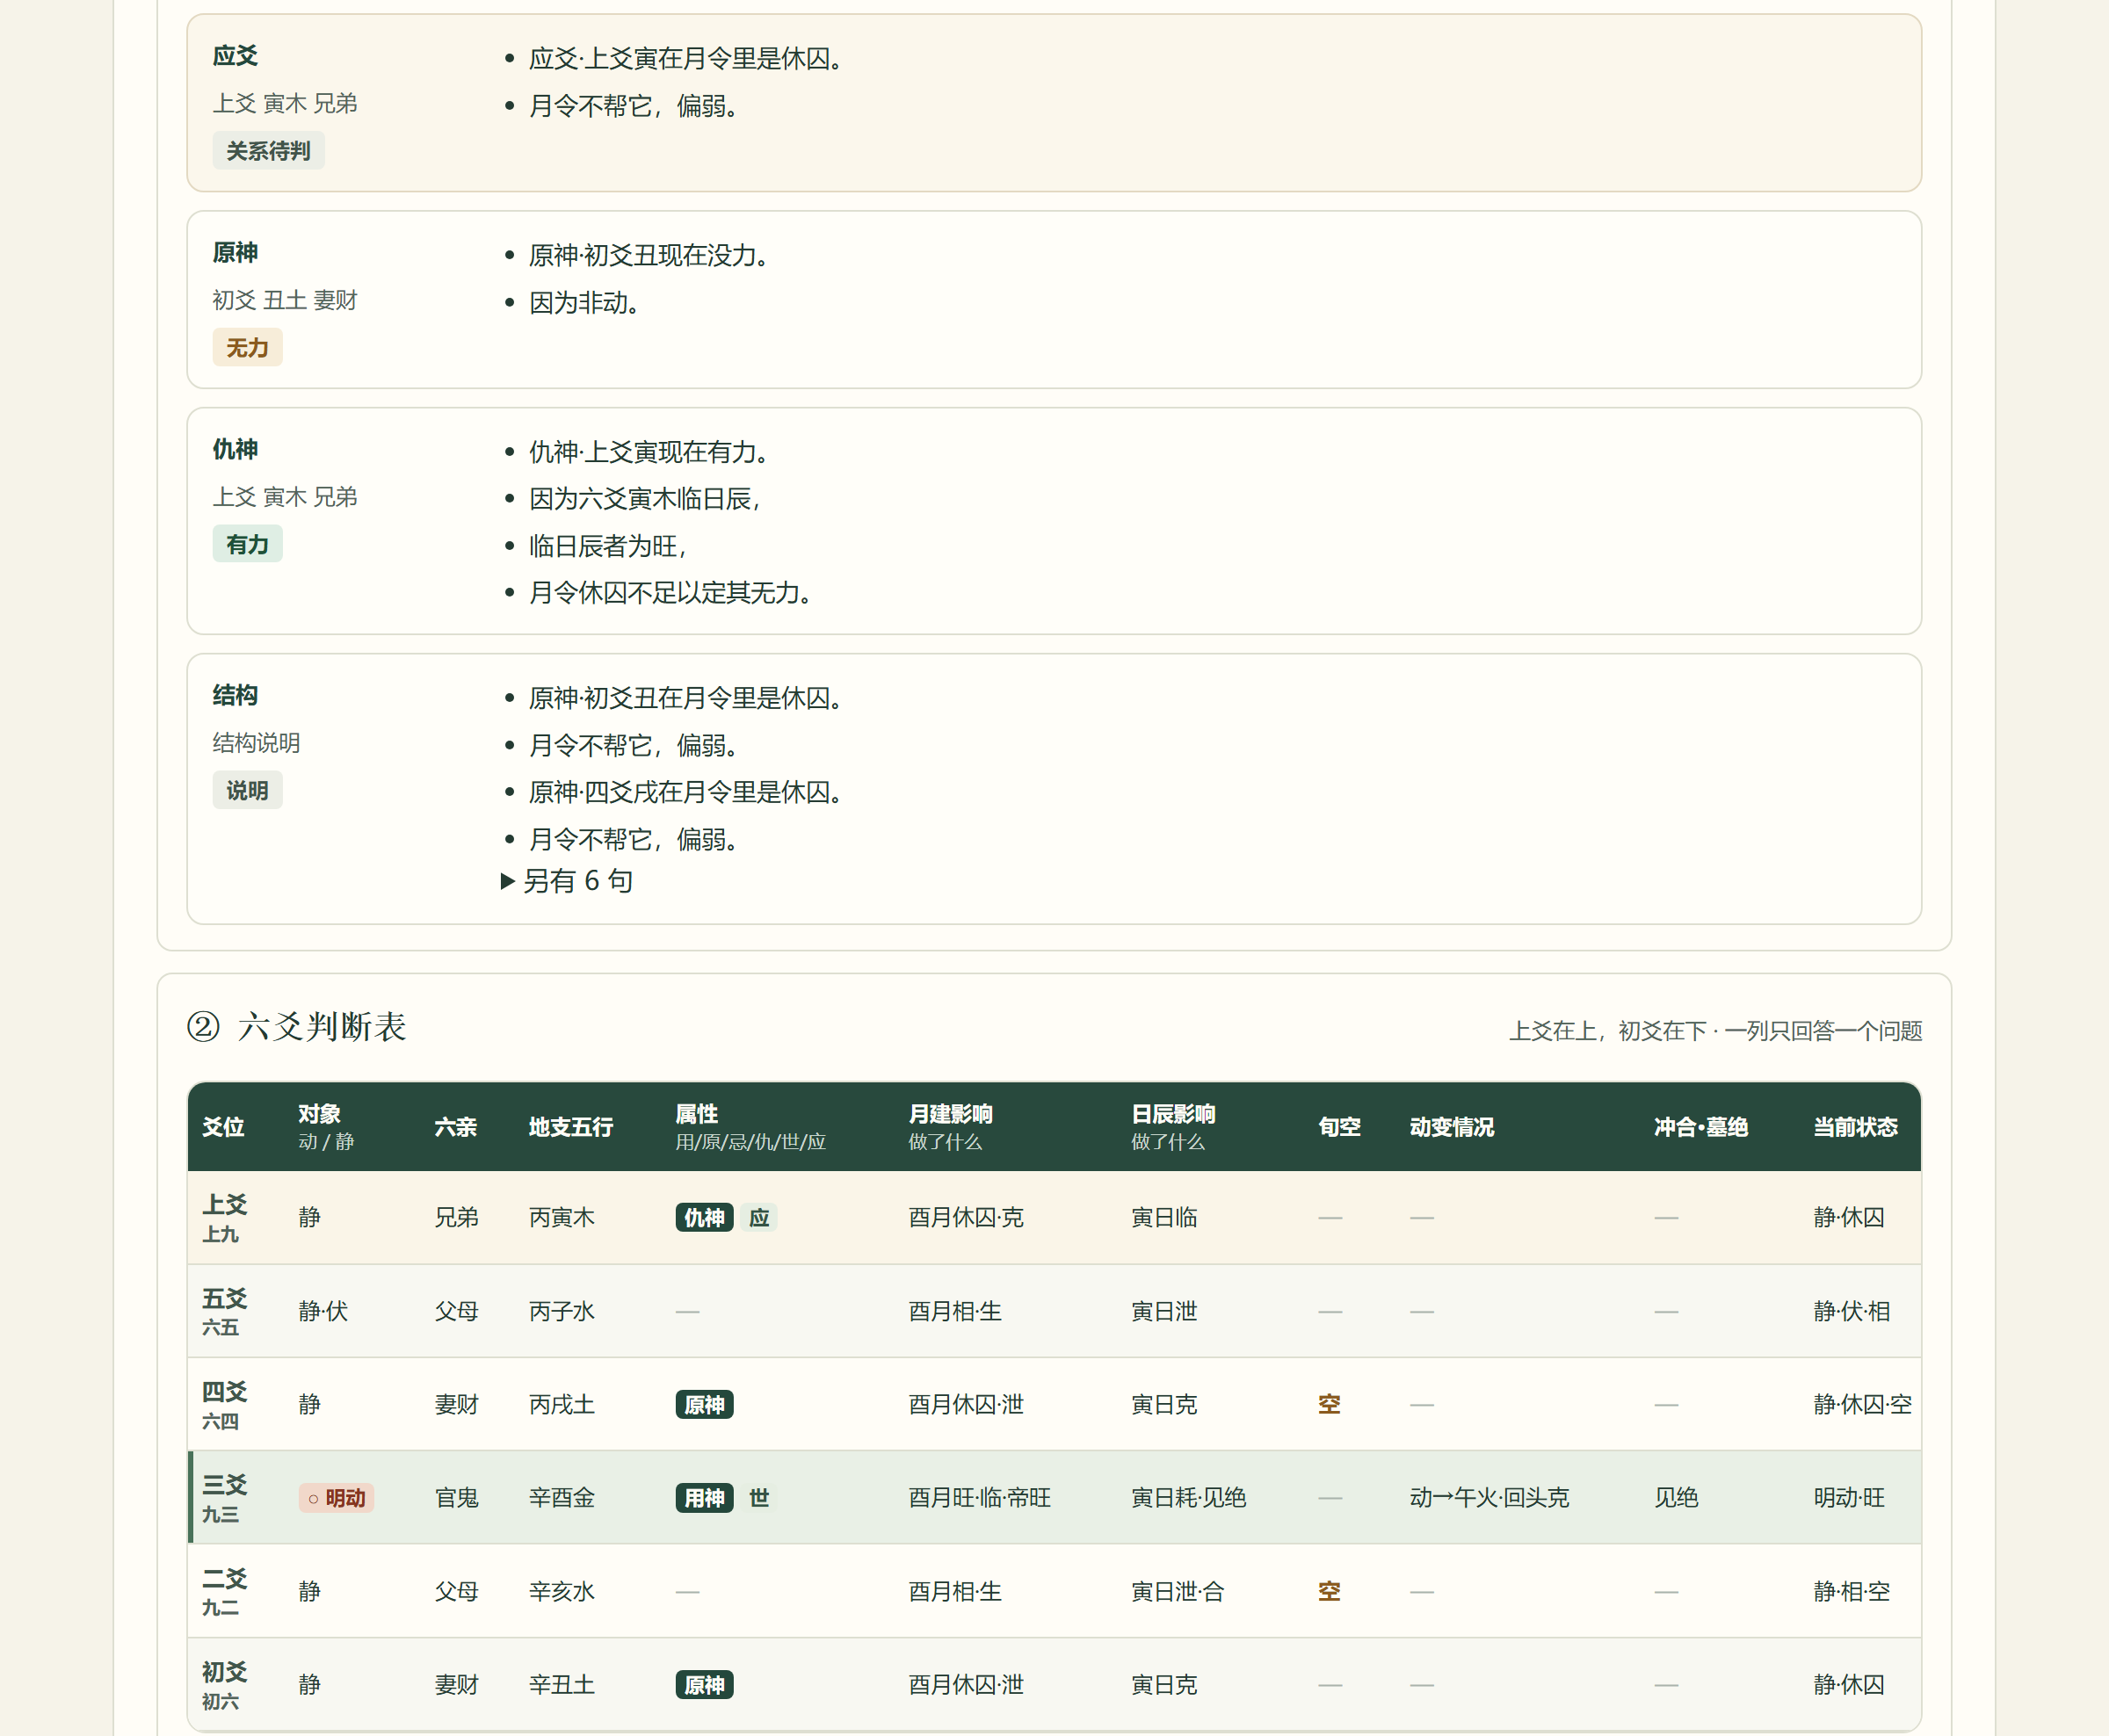 应爻
上爻 寅木 兄弟
关系待判
• 应爻·上爻寅在月令里是休囚。
• 月令不帮它，偏弱。
原神
初爻 丑土 妻财
无力
• 原神·初爻丑现在没力。
• 因为非动。
仇神
上爻 寅木 兄弟
有力
• 仇神·上爻寅现在有力。
• 因为六爻寅木临日辰，
• 临日辰者为旺，
• 月令休囚不足以定其无力。
结构
结构说明
说明
• 原神·初爻丑在月令里是休囚。
• 月令不帮它，偏弱。
• 原神·四爻戌在月令里是休囚。
• 月令不帮它，偏弱。
▶ 另有 6 句
② 六爻判断表
上爻在上，初爻在下 · 一列只回答一个问题
爻位 对象 动 / 静 六亲 地支五行 属性 用/原/忌/仇/世/应 月建影响 做了什么 日辰影响 做了什么 旬空 动变情况 冲合•墓绝 当前状态
上爻 上九 静 兄弟 丙寅木 仇神 应 酉月休囚·克 寅日临 — — — 静·休囚
五爻 六五 静·伏 父母 丙子水 — 酉月相·生 寅日泄 — — — 静·伏·相
四爻 六四 静 妻财 丙戌土 原神 酉月休囚·泄 寅日克 空 — — 静·休囚·空
三爻 九三 ○ 明动 官鬼 辛酉金 用神 世 酉月旺·临·帝旺 寅日耗·见绝 — 动→午火·回头克 见绝 明动·旺
二爻 九二 静 父母 辛亥水 — 酉月相·生 寅日泄·合 空 — — 静·相·空
初爻 初六 静 妻财 辛丑土 原神 酉月休囚·泄 寅日克 — — — 静·休囚